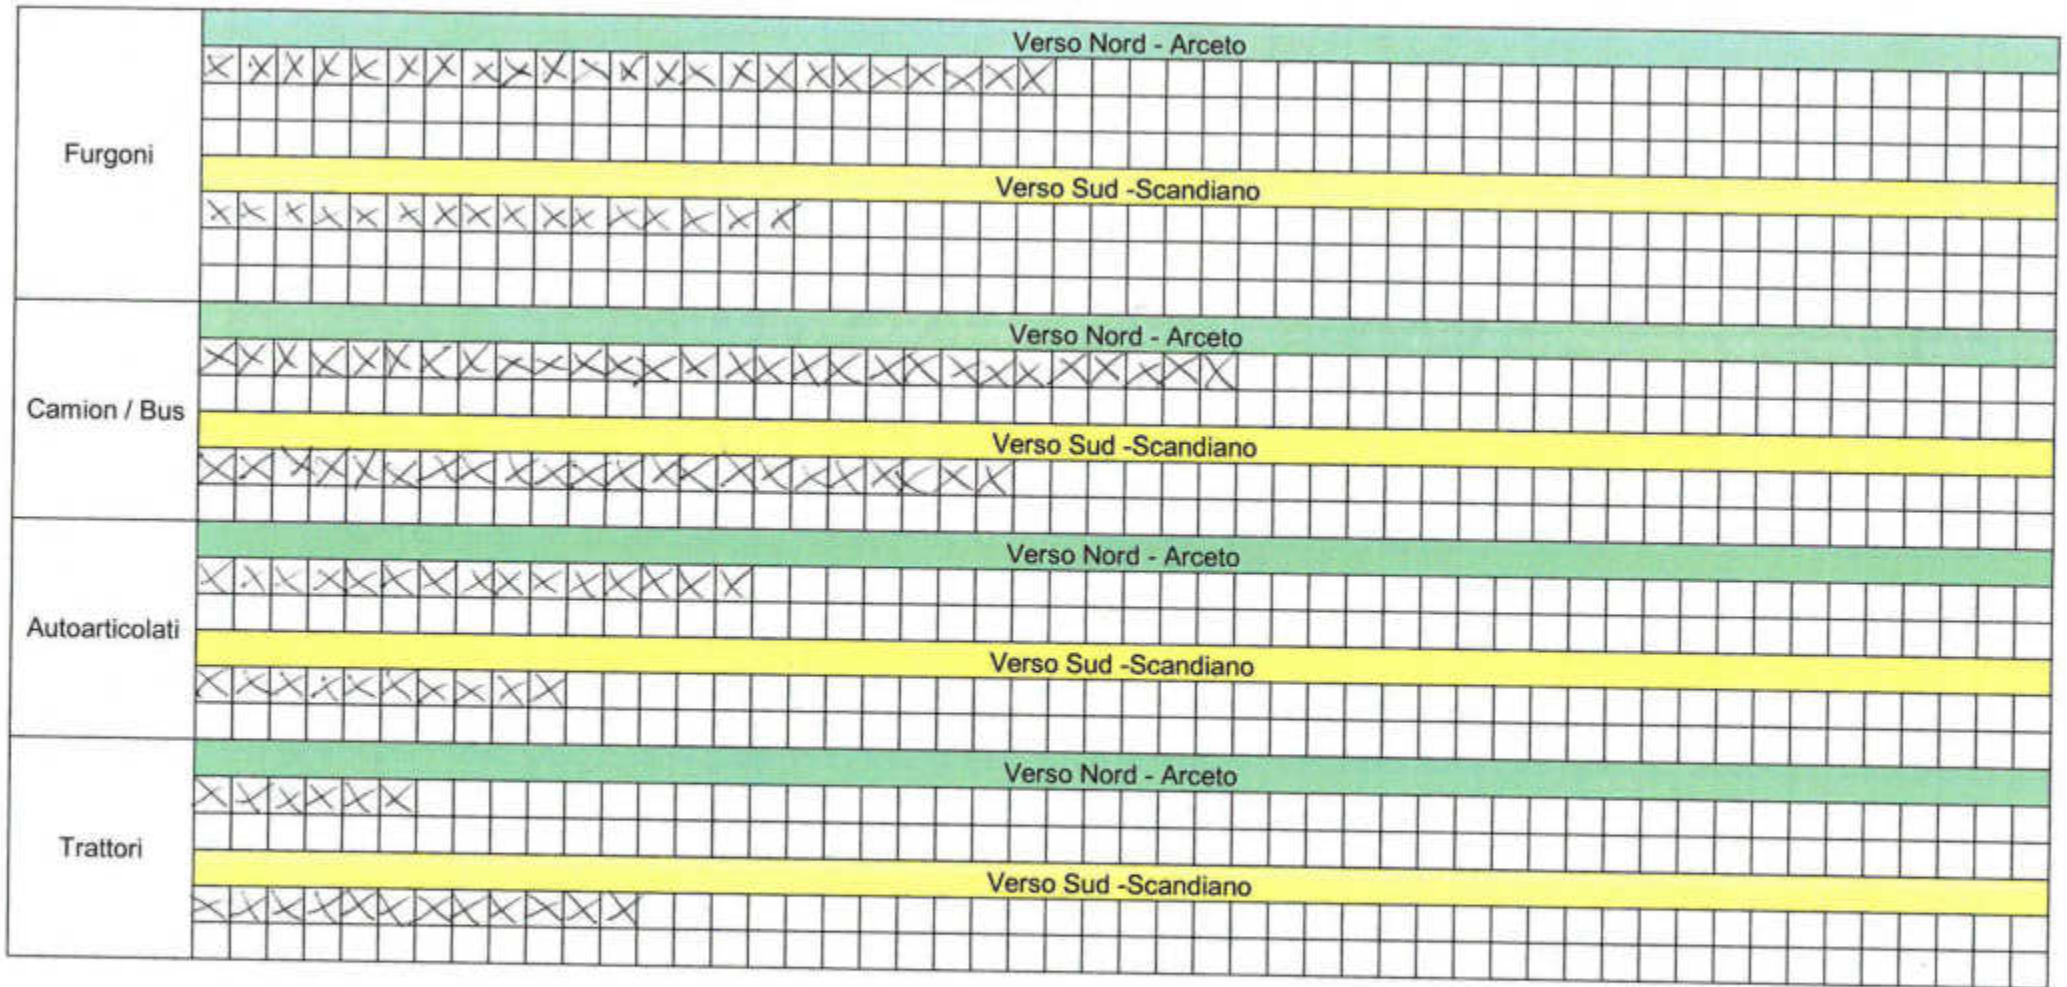 Furgoni
Verso Nord - Arceto
X X X X X X X X X X X X X X X X X X X X X X X
Verso Sud -Scandiano
X X X X X X X X X X X X X X X X
Camion / Bus
Verso Nord - Arceto
X X X X X X X X X X X X X X X X X X X X X X X X X X X X
Verso Sud -Scandiano
X X X X X X X X X X X X X X X X X X X X X X
Autoarticolati
Verso Nord - Arceto
X X X X X X X X X X X X X X X
Verso Sud -Scandiano
X X X X X X X X X X
Trattori
Verso Nord - Arceto
X X X X X X
Verso Sud -Scandiano
X X X X X X X X X X X X